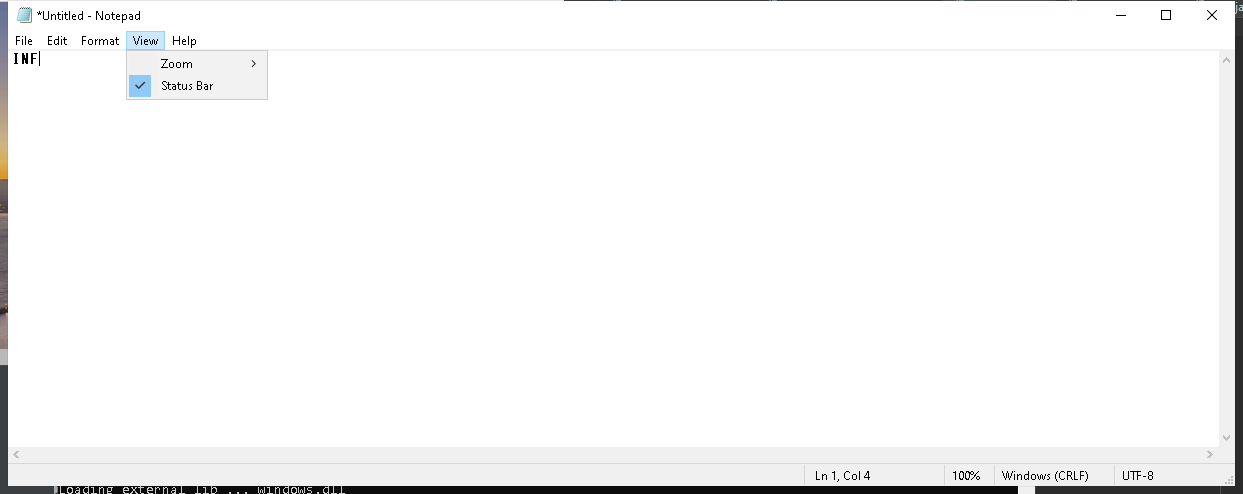 *Untitled - Notepad
File Edit Format View Help
INF
Zoom
Status Bar
Ln 1, Col 4 100% Windows (CRLF) UTF-8
Loading external lib ... windows.dll